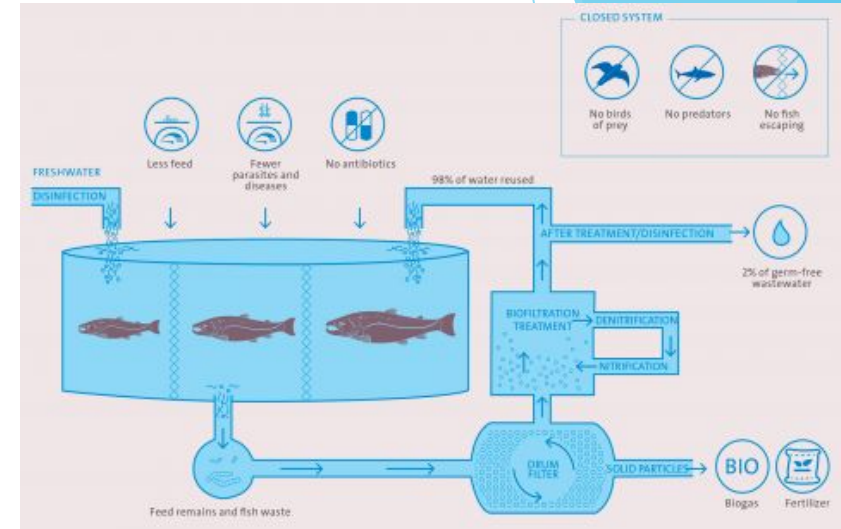 CLOSED SYSTEM
No birds
of prey
No predators
No fish
escaping
Less feed
Fewer
parasites and
diseases
No antibiotics
FRESHWATER
DISINFECTION
98% of water reused
AFTER TREATMENT/DISINFECTION
2% of germ-free
wastewater
BIOFILTRATION
TREATMENT
DENITRIFICATION
NITRIFICATION
DRUM
FILTER
SOLID PARTICLES
BIO
Biogas
Fertilizer
Feed remains and fish waste